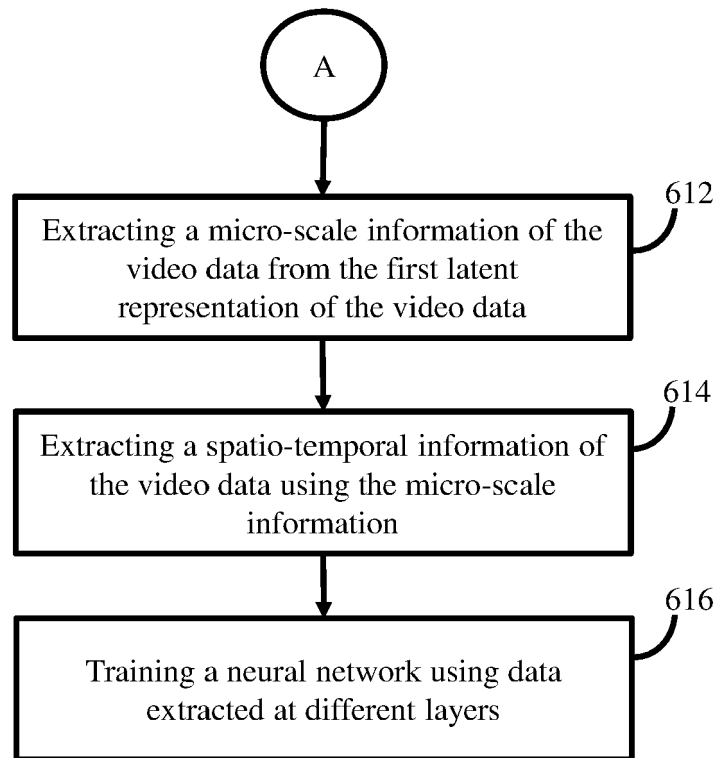 A
612
Extracting a micro-scale information of the
video data from the first latent
representation of the video data
614
Extracting a spatio-temporal information of
the video data using the micro-scale
information
616
Training a neural network using data
extracted at different layers